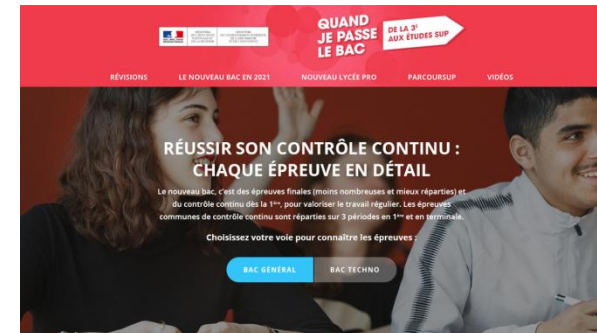 QUAND
JE PASSE
LE BAC
DE LA 3e
AUX ÉTUDES SUP
RÉVISIONS
LE NOUVEAU BAC EN 2021
NOUVEAU LYCÉE PRO
PARCOURSUP
VIDÉOS
RÉUSSIR SON CONTRÔLE CONTINU :
CHAQUE ÉPREUVE EN DÉTAIL
Le nouveau bac, c'est des épreuves finales (moins nombreuses et mieux réparties) et
du contrôle continu dès la 1ère, pour valoriser le travail régulier. Les épreuves
communes de contrôle continu sont réparties sur 3 périodes en 1ère et en terminale.
Choisissez votre voie pour connaître les épreuves :
BAC GÉNÉRAL
BAC TECHNO